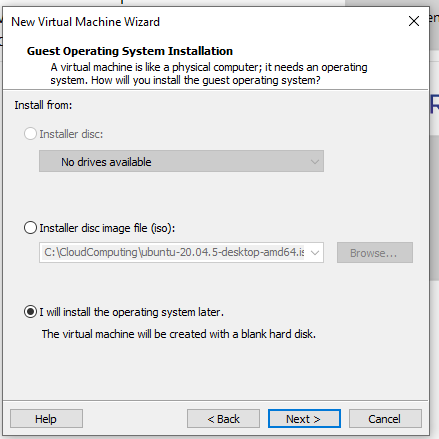 New Virtual Machine Wizard
Guest Operating System Installation
A virtual machine is like a physical computer; it needs an operating
system. How will you install the guest operating system?
Install from:
Installer disc:
No drives available
Installer disc image file (iso):
C:\CloudComputing\ubuntu-20.04.5-desktop-amd64.is
Browse...
I will install the operating system later.
The virtual machine will be created with a blank hard disk.
Help
< Back
Next >
Cancel